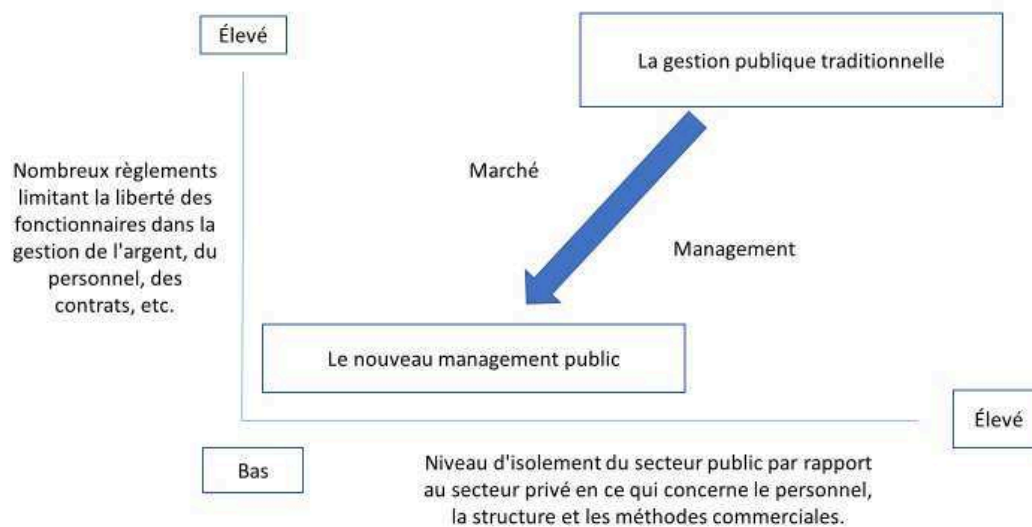 Élevé
La gestion publique traditionnelle
Nombreux règlements
limitant la liberté des
fonctionnaires dans la
gestion de l'argent, du
personnel, des
contrats, etc.
Marché
Management
Le nouveau management public
Élevé
Bas
Niveau d'isolement du secteur public par rapport
au secteur privé en ce qui concerne le personnel,
la structure et les méthodes commerciales.